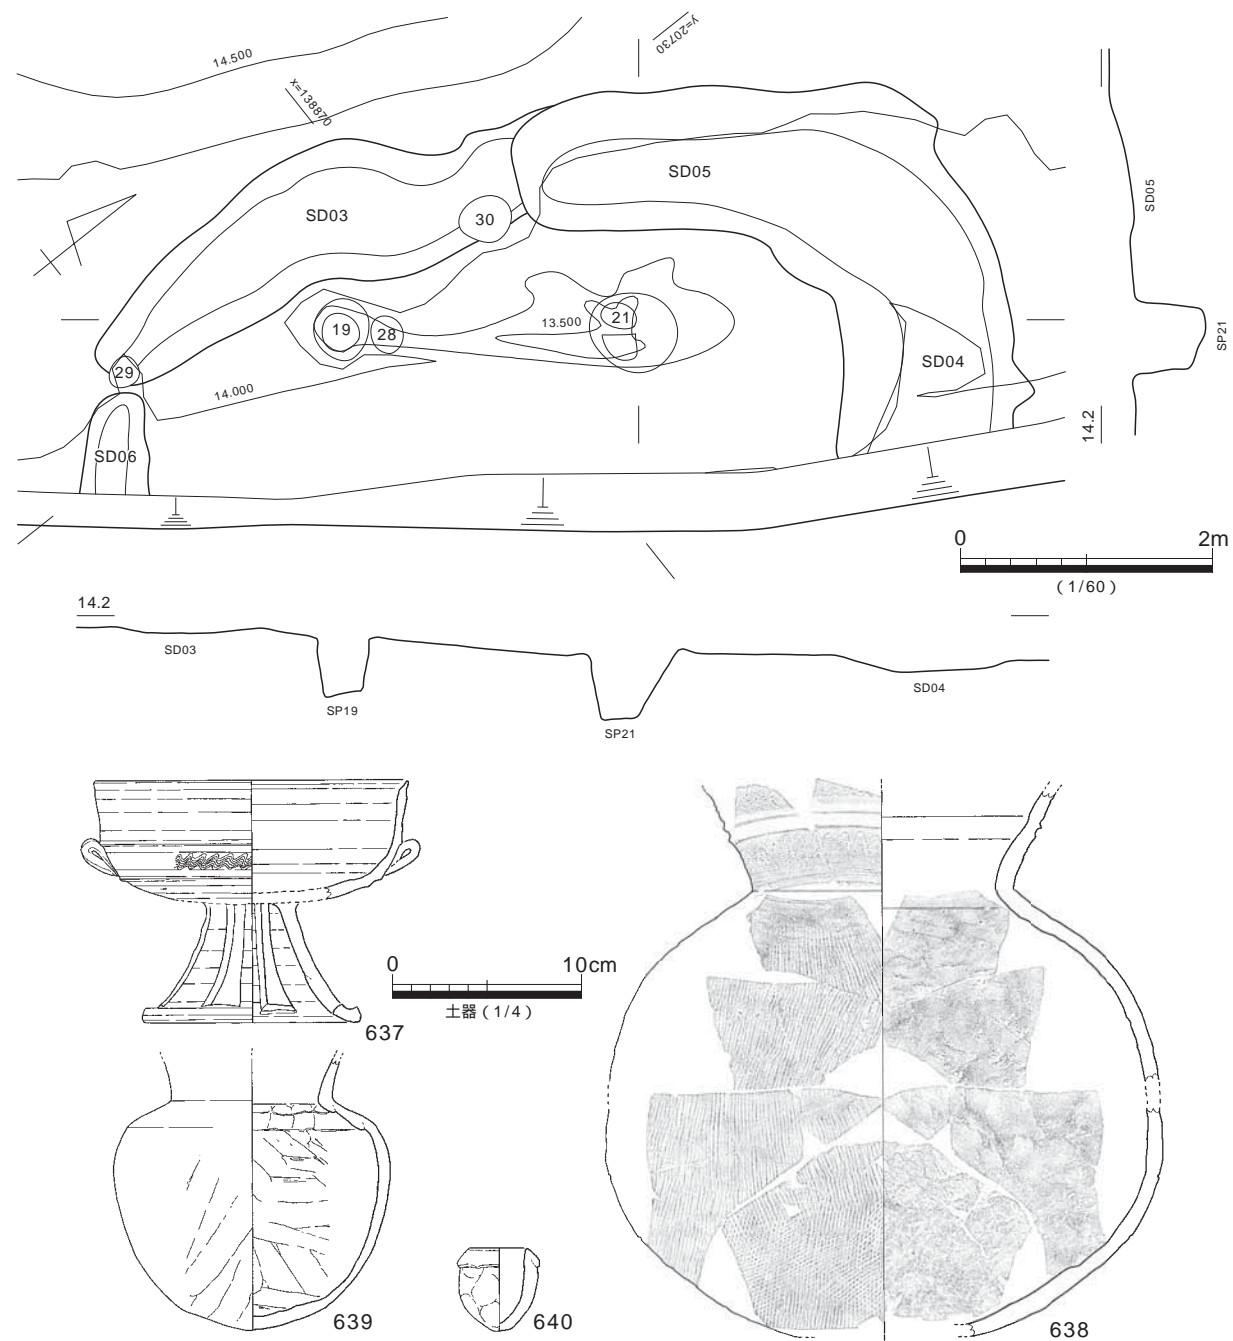 14.500
x=138870
y=20730
SD05
SD03
30
SD05
19
28
13.500
21
SP21
29
SD04
14.000
14.2
SD06
0 2m
(1/60)
14.2
SD03
SD04
SP19
SP21
0 10cm
土器(1/4)
637
639
640
638